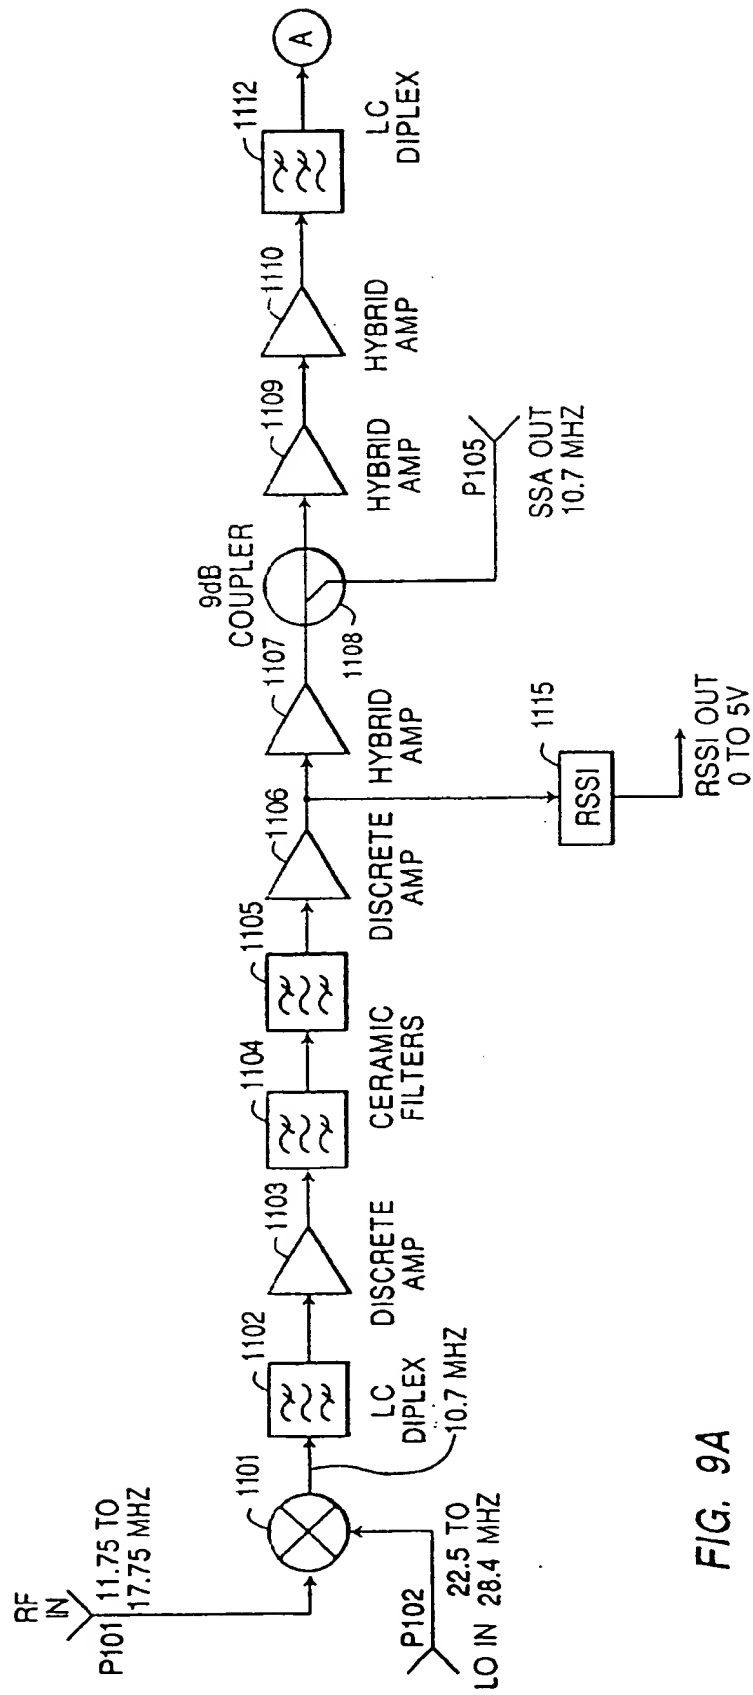 RF
IN
P101
11.75 TO
17.75 MHZ
P102
22.5 TO
LO IN 28.4 MHZ
1101
10.7 MHZ
1102
LC
DIPLEX
1103
DISCRETE
AMP
1104
1105
CERAMIC
FILTERS
1106
DISCRETE
AMP
1107
HYBRID
AMP
1115
RSSI
RSSI OUT
0 TO 5V
9dB
COUPLER
1108
P105
SSA OUT
10.7 MHZ
1109
HYBRID
AMP
1110
HYBRID
AMP
1112
LC
DIPLEX
A
FIG. 9A